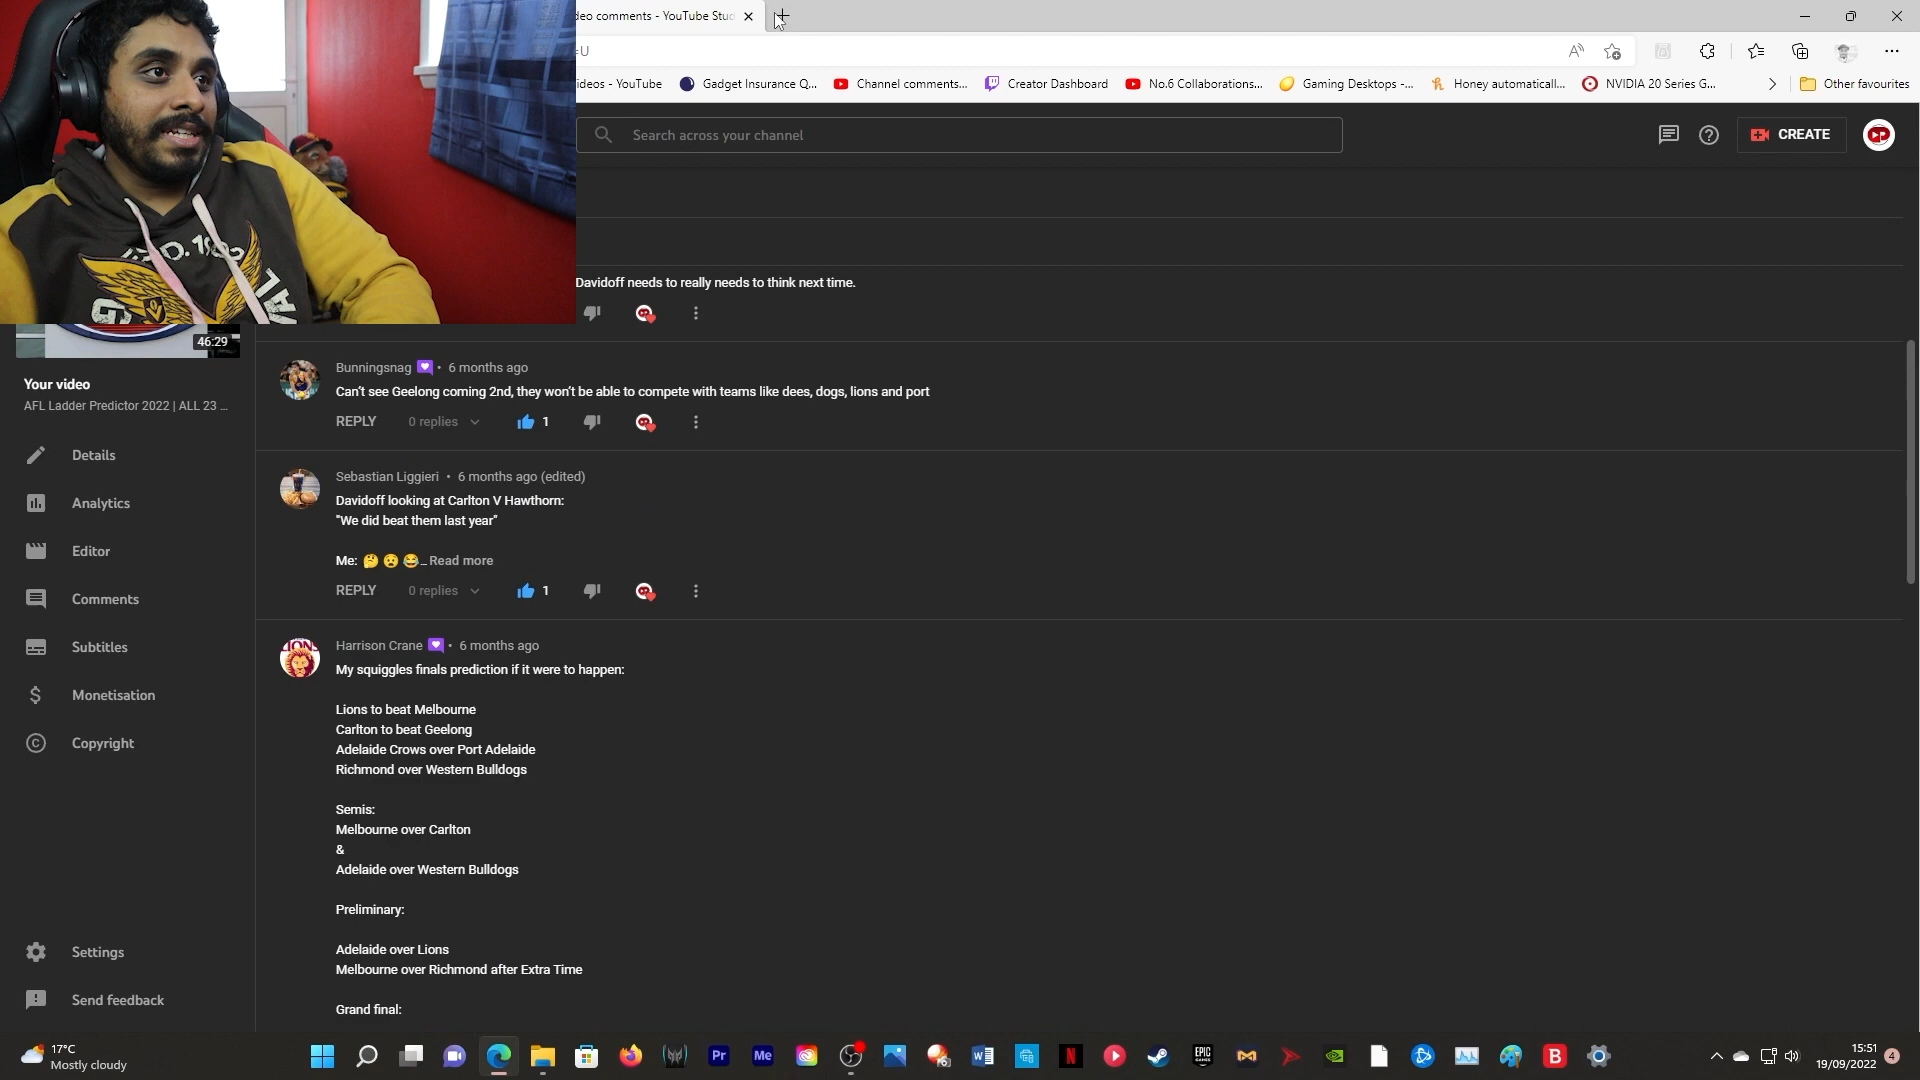 deo comments - YouTube Stud
=U
ideos - YouTube
Gadget Insurance Q...
Channel comments...
Creator Dashboard
No.6 Collaborations...
Gaming Desktops -...
Honey automaticall...
NVIDIA 20 Series G...
Other favourites
Search across your channel
CREATE
Davidoff needs to really needs to think next time.
46:29
Your video
AFL Ladder Predictor 2022 | ALL 23 ...
Details
Analytics
Editor
Comments
Subtitles
Monetisation
Copyright
Settings
Send feedback
Bunningsnag • 6 months ago
Can't see Geelong coming 2nd, they won't be able to compete with teams like dees, dogs, lions and port
REPLY 0 replies 1
Sebastian Liggieri • 6 months ago (edited)
Davidoff looking at Carlton V Hawthorn:
"We did beat them last year"
Me: 🤔 😧 😂... Read more
REPLY 0 replies 1
Harrison Crane • 6 months ago
My squiggles finals prediction if it were to happen:
Lions to beat Melbourne
Carlton to beat Geelong
Adelaide Crows over Port Adelaide
Richmond over Western Bulldogs
Semis:
Melbourne over Carlton
&
Adelaide over Western Bulldogs
Preliminary:
Adelaide over Lions
Melbourne over Richmond after Extra Time
Grand final:
17°C
Mostly cloudy
Pr
Me
15:51
19/09/2022
4